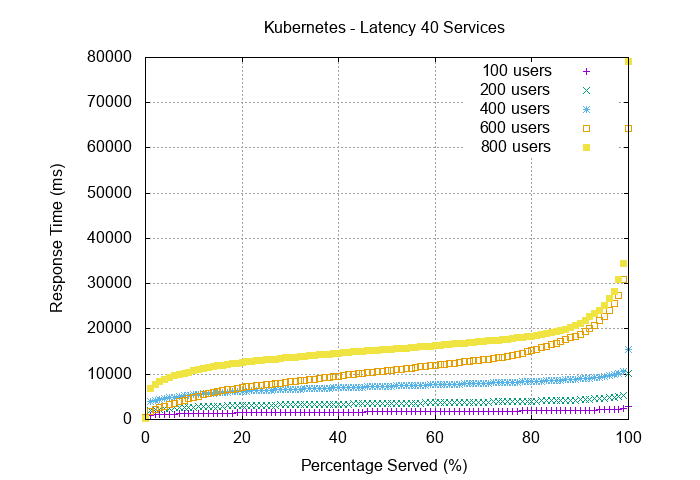 Kubernetes - Latency 40 Services
80000
70000
60000
50000
40000
30000
20000
10000
0
0 20 40 60 80 100
Response Time (ms)
Percentage Served (%)
100 users
200 users
400 users
600 users
800 users